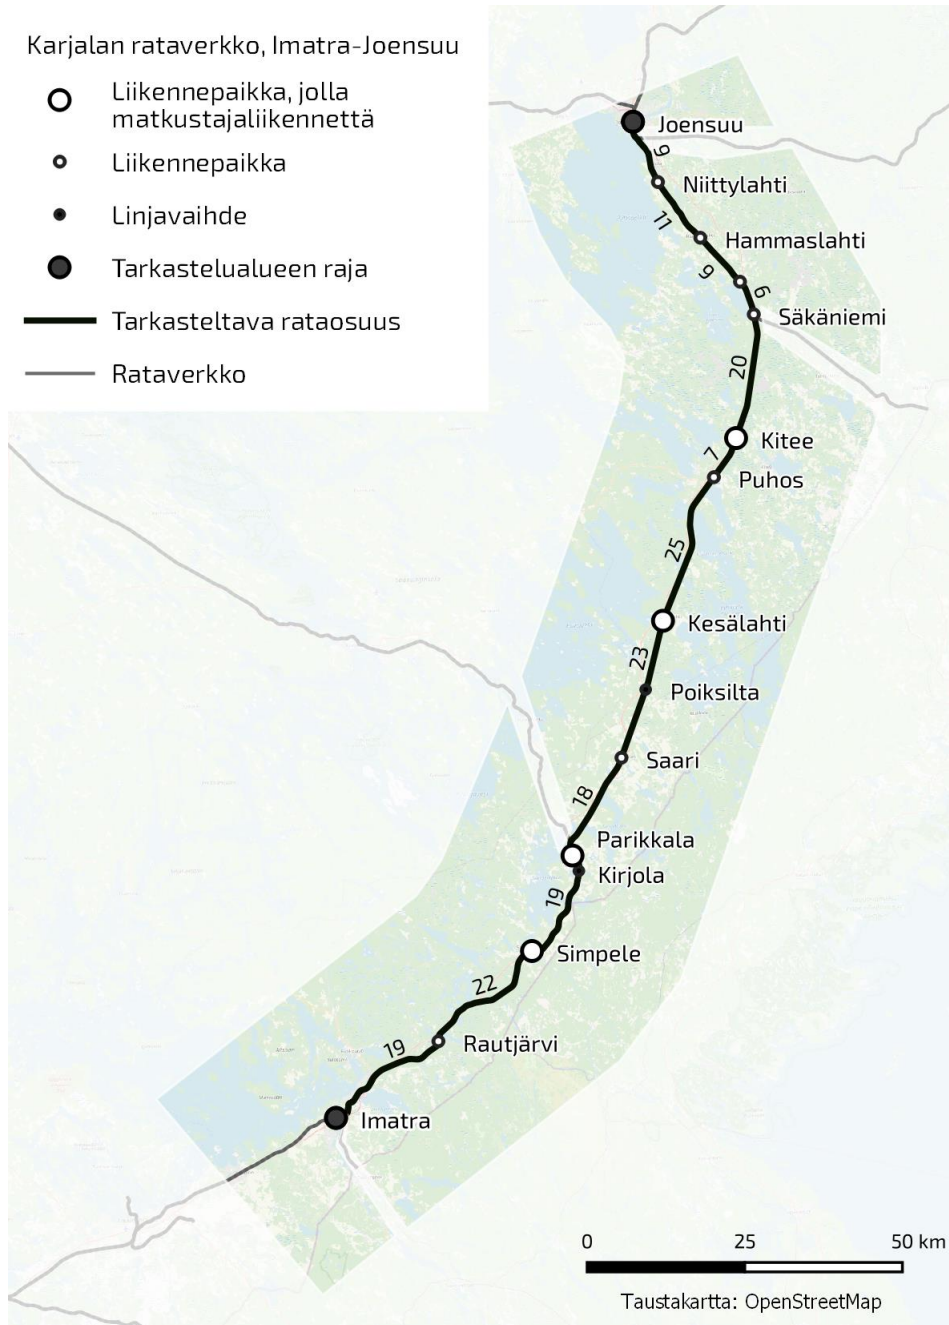 Karjalan rataverkko, Imatra-Joensuu
Liikennepaikka, jolla
matkustajaliikennettä
Liikennepaikka
Linjavaihde
Tarkastelualueen raja
Tarkasteltava rataosuus
Rataverkko
Joensuu
9
Niittylahti
11
Hammaslahti
9
6
Säkäniemi
20
Kitee
7
Puhos
25
Kesälahti
23
Poiksilta
Saari
18
Parikkala
Kirjola
19
Simpele
22
Rautjärvi
19
Imatra
0 25 50 km
Taustakartta: OpenStreetMap